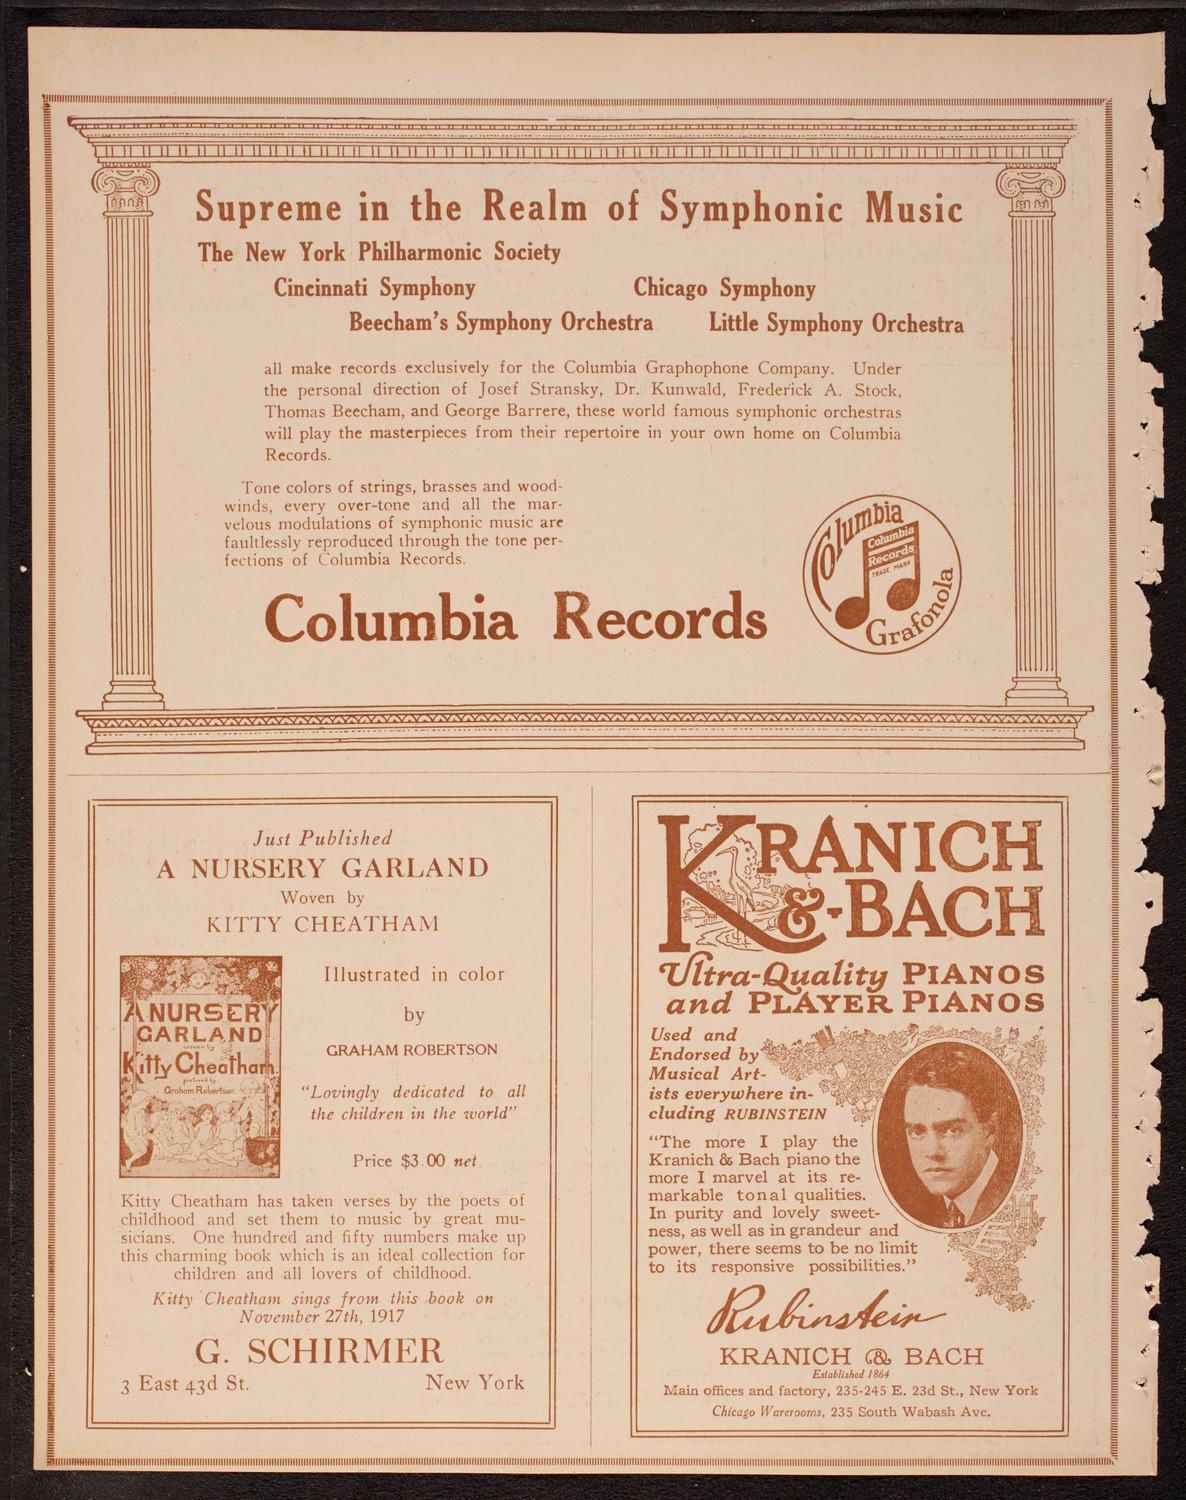 Supreme in the Realm of Symphonic Music
The New York Philharmonic Society
Cincinnati Symphony Chicago Symphony
Beecham's Symphony Orchestra Little Symphony Orchestra
all make records exclusively for the Columbia Graphophone Company. Under
the personal direction of Josef Stransky, Dr. Kunwald, Frederick A. Stock,
Thomas Beecham, and George Barrere, these world famous symphonic orchestras
will play the masterpieces from their repertoire in your own home on Columbia
Records.
Tone colors of strings, brasses and wood-
winds, every over-tone and all the mar-
velous modulations of symphonic music are
faultlessly reproduced through the tone per-
fections of Columbia Records.
Columbia Records
Columbia
Columbia
Records
TRADE MARK
Grafonola
Just Published
A NURSERY GARLAND
Woven by
KITTY CHEATHAM
A NURSERY
GARLAND
woven by
Kitty Cheatham.
pictured by
Graham Robertson
Illustrated in color
by
GRAHAM ROBERTSON
"Lovingly dedicated to all
the children in the world"
Price $3.00 net
Kitty Cheatham has taken verses by the poets of
childhood and set them to music by great mu-
sicians. One hundred and fifty numbers make up
this charming book which is an ideal collection for
children and all lovers of childhood.
Kitty Cheatham sings from this book on
November 27th, 1917
G. SCHIRMER
3 East 43d St. New York
KRANICH
&-BACH
Ultra-Quality PIANOS
and PLAYER PIANOS
Used and
Endorsed by
Musical Art-
ists everywhere in-
cluding RUBINSTEIN
"The more I play the
Kranich & Bach piano the
more I marvel at its re-
markable tonal qualities.
In purity and lovely sweet-
ness, as well as in grandeur and
power, there seems to be no limit
to its responsive possibilities."
Rubinstein
KRANICH & BACH
Established 1864
Main offices and factory, 235-245 E. 23d St., New York
Chicago Warerooms, 235 South Wabash Ave.